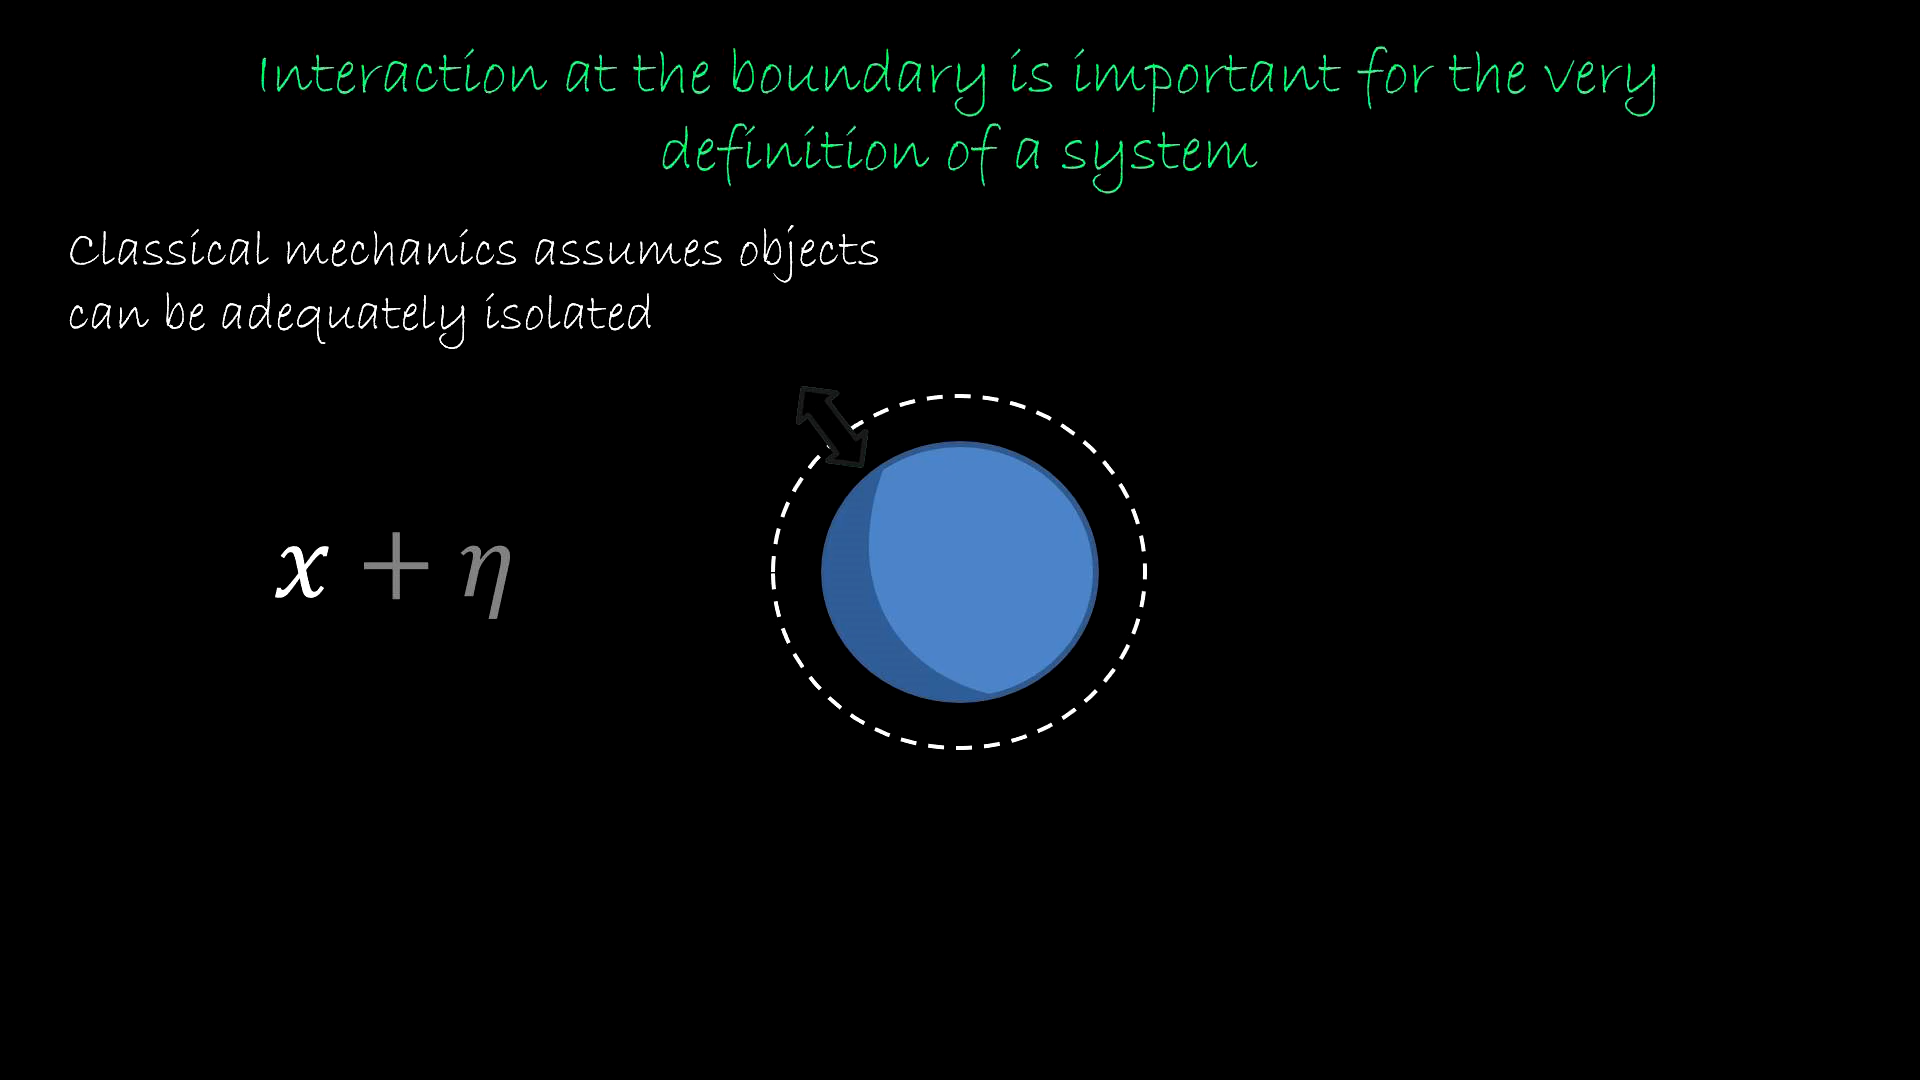 Interaction at the boundary is important for the very
definition of a system
Classical mechanics assumes objects
can be adequately isolated
x + η